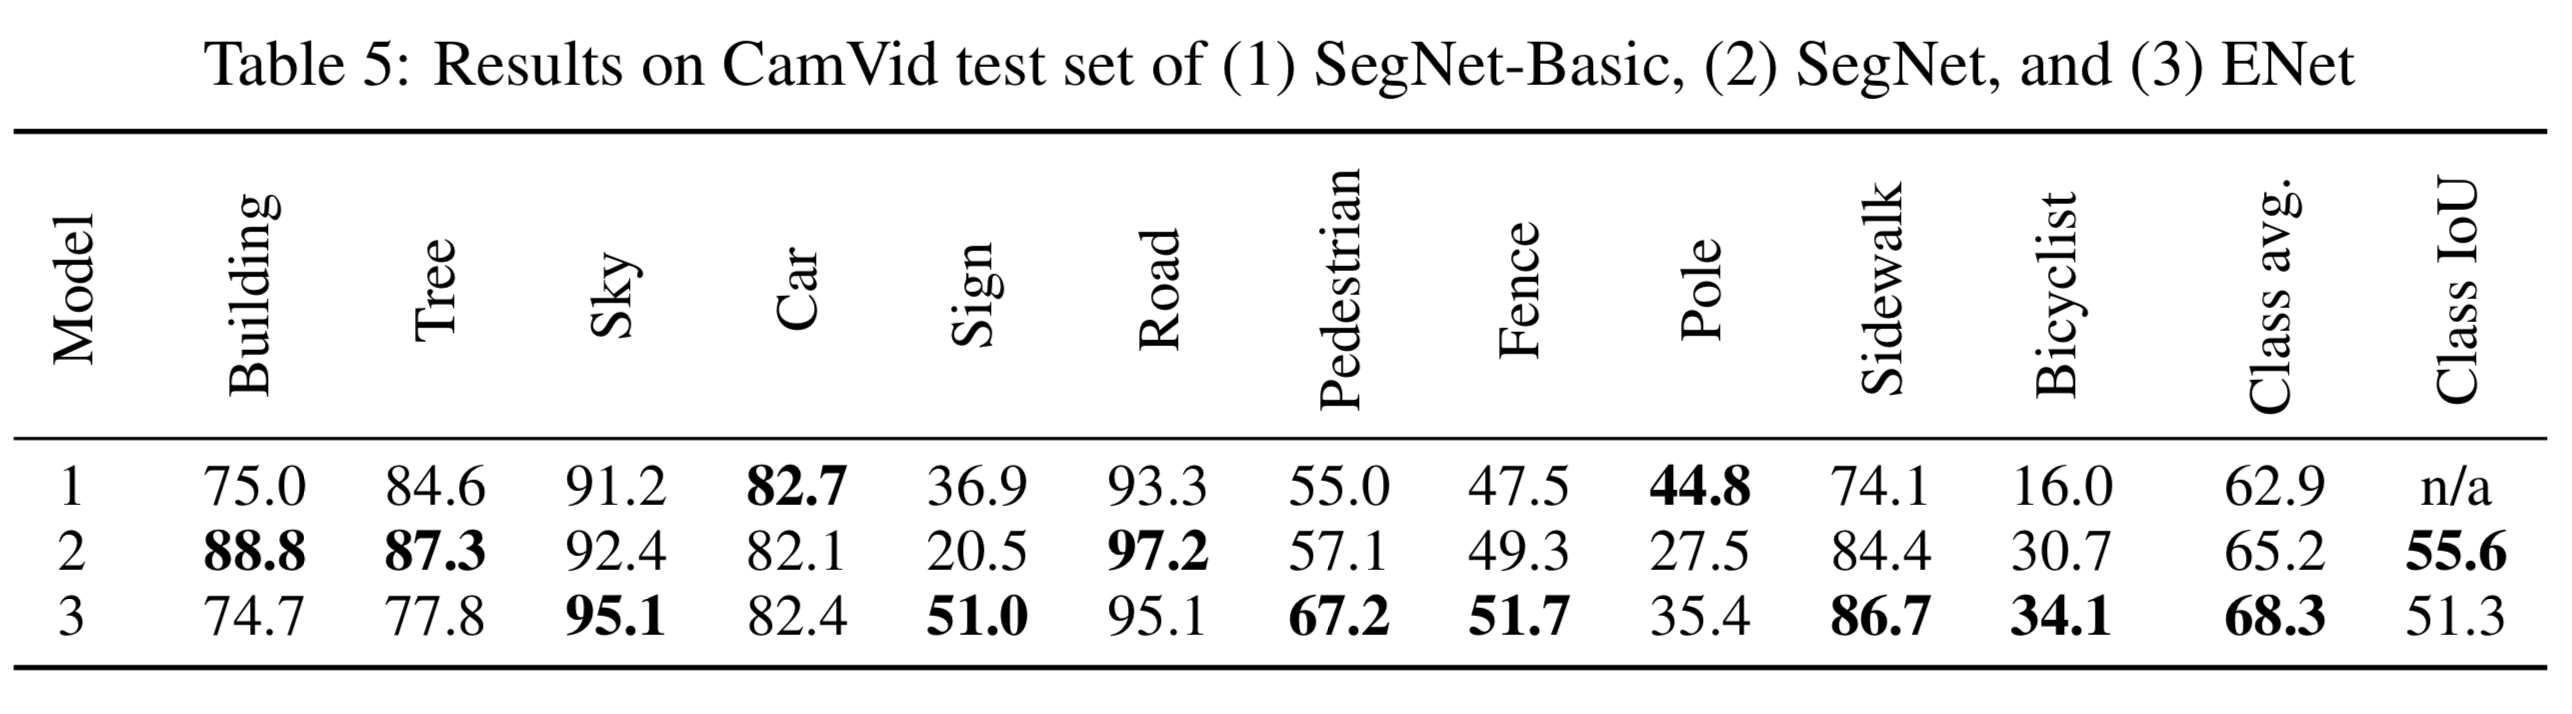 Table 5: Results on CamVid test set of (1) SegNet-Basic, (2) SegNet, and (3) ENet
Model Building Tree Sky Car Sign Road Pedestrian Fence Pole Sidewalk Bicyclist Class avg. Class IoU
1 75.0 84.6 91.2 82.7 36.9 93.3 55.0 47.5 44.8 74.1 16.0 62.9 n/a
2 88.8 87.3 92.4 82.1 20.5 97.2 57.1 49.3 27.5 84.4 30.7 65.2 55.6
3 74.7 77.8 95.1 82.4 51.0 95.1 67.2 51.7 35.4 86.7 34.1 68.3 51.3